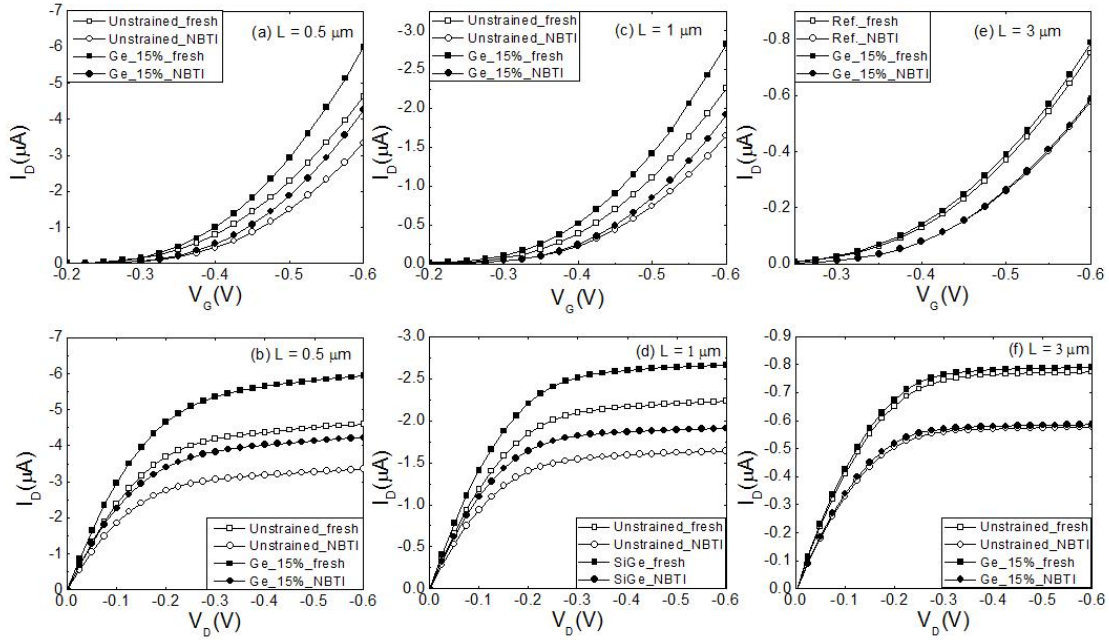 Unstrained_fresh
Unstrained_NBTI
Ge_15%_fresh
Ge_15%_NBTI
(a) L = 0.5 μm
-7
-6
-5
-4
-3
-2
-1
0
I_D(μA)
-0.2 -0.3 -0.4 -0.5 -0.6
V_G(V)
Unstrained_fresh
Unstrained_NBTI
Ge_15%_fresh
Ge_15%_NBTI
(c) L = 1 μm
-3.0
-2.5
-2.0
-1.5
-1.0
-0.5
0.0
I_D(μA)
-0.2 -0.3 -0.4 -0.5 -0.6
V_G(V)
Ref._fresh
Ref._NBTI
Ge_15%_fresh
Ge_15%_NBTI
(e) L = 3 μm
-0.8
-0.6
-0.4
-0.2
0.0
I_D(μA)
-0.3 -0.4 -0.5 -0.6
V_G(V)
(b) L = 0.5 μm
-7
-6
-5
-4
-3
-2
-1
0
I_D(μA)
Unstrained_fresh
Unstrained_NBTI
Ge_15%_fresh
Ge_15%_NBTI
0.0 -0.1 -0.2 -0.3 -0.4 -0.5 -0.6
V_D(V)
(d) L = 1 μm
-3.0
-2.5
-2.0
-1.5
-1.0
-0.5
0.0
I_D(μA)
Unstrained_fresh
Unstrained_NBTI
SiGe_fresh
SiGe_NBTI
0.0 -0.1 -0.2 -0.3 -0.4 -0.5 -0.6
V_D(V)
(f) L = 3 μm
-0.9
-0.8
-0.7
-0.6
-0.5
-0.4
-0.3
-0.2
-0.1
0.0
I_D(μA)
Unstrained_fresh
Unstrained_NBTI
Ge_15%_fresh
Ge_15%_NBTI
0.0 -0.1 -0.2 -0.3 -0.4 -0.5 -0.6
V_D(V)